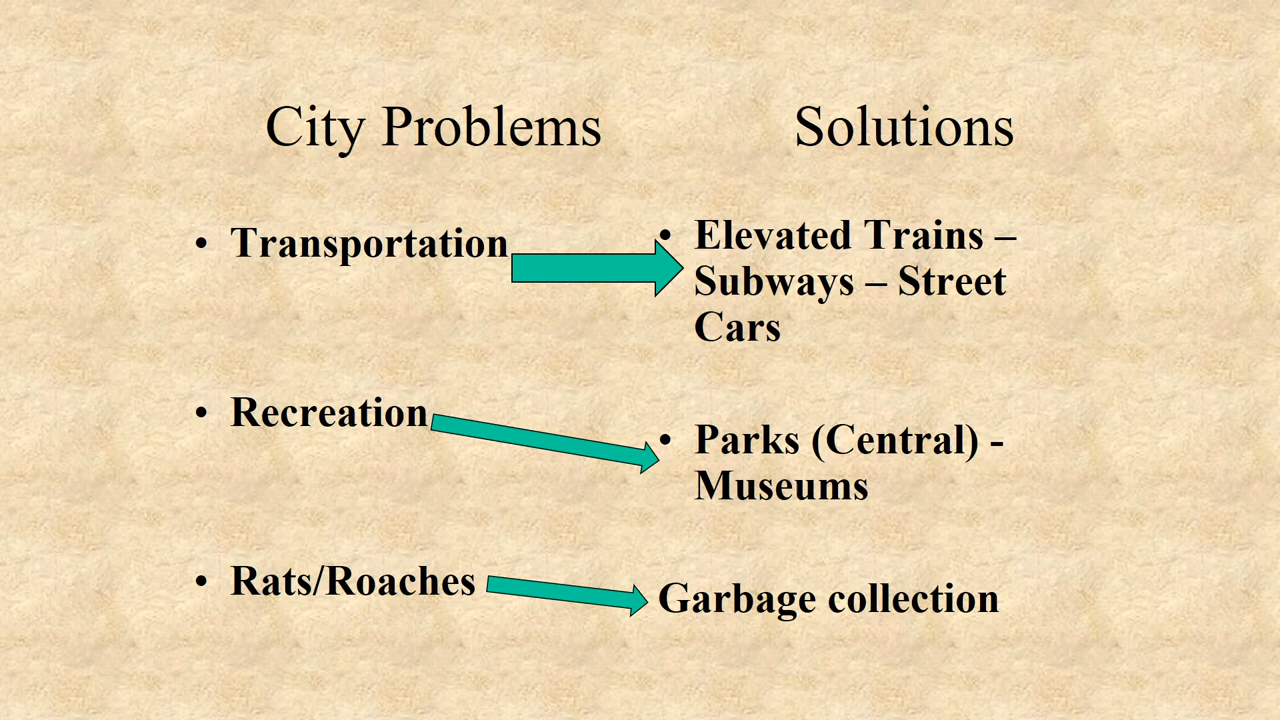 City Problems
Solutions
• Transportation
• Elevated Trains –
Subways – Street
Cars
• Recreation
• Parks (Central) -
Museums
• Rats/Roaches
Garbage collection